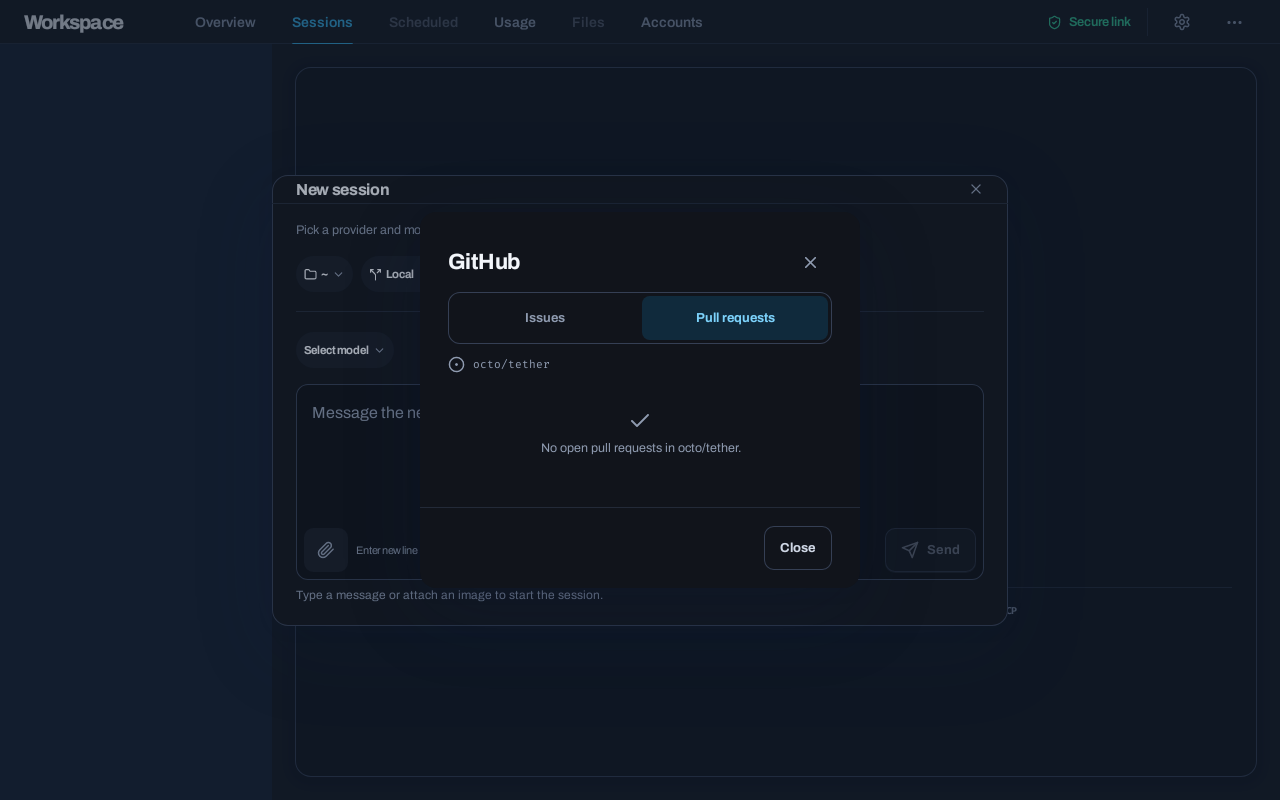 Workspace
Overview
Sessions
Scheduled
Usage
Files
Accounts
Secure link
New session
Pick a provider and mo
~
Local
Select model
Message the ne
Enter new line
Send
Type a message or attach an image to start the session.
GitHub
Issues
Pull requests
octo/tether
No open pull requests in octo/tether.
Close